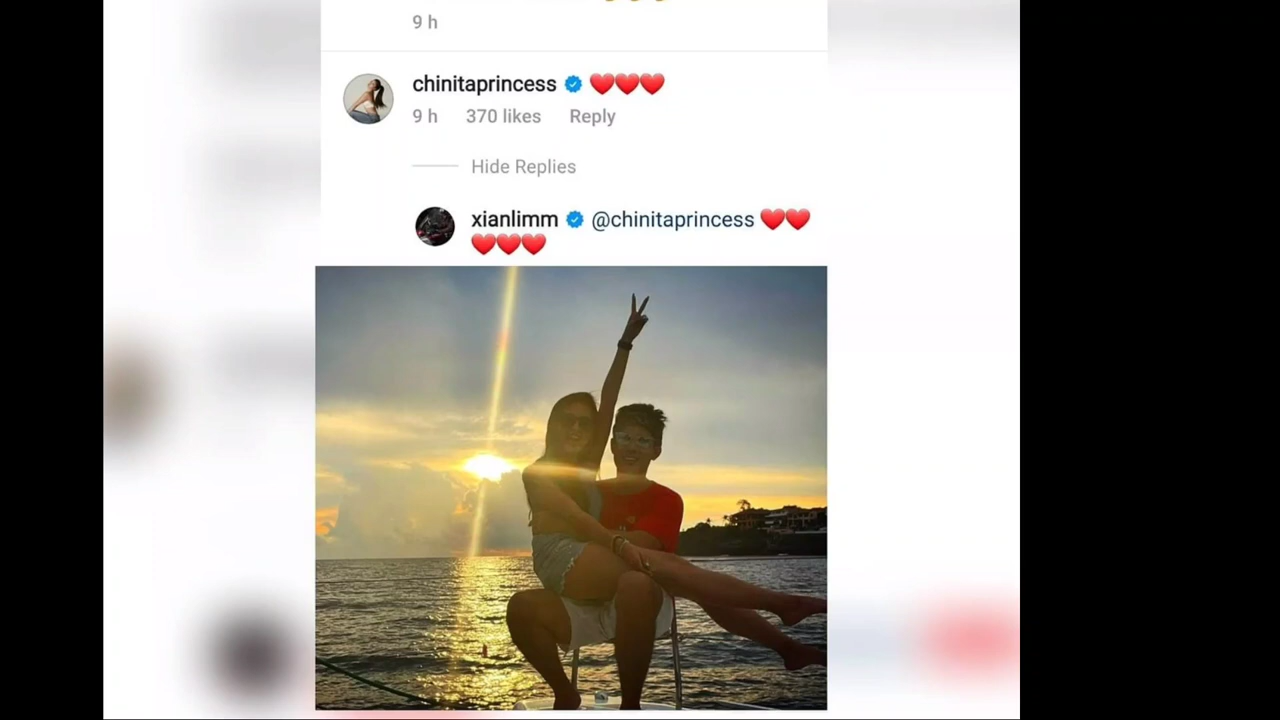 9 h
chinitaprincess ❤️❤️❤️
9 h 370 likes Reply
Hide Replies
xianlimm @chinitaprincess ❤️❤️
❤️❤️❤️